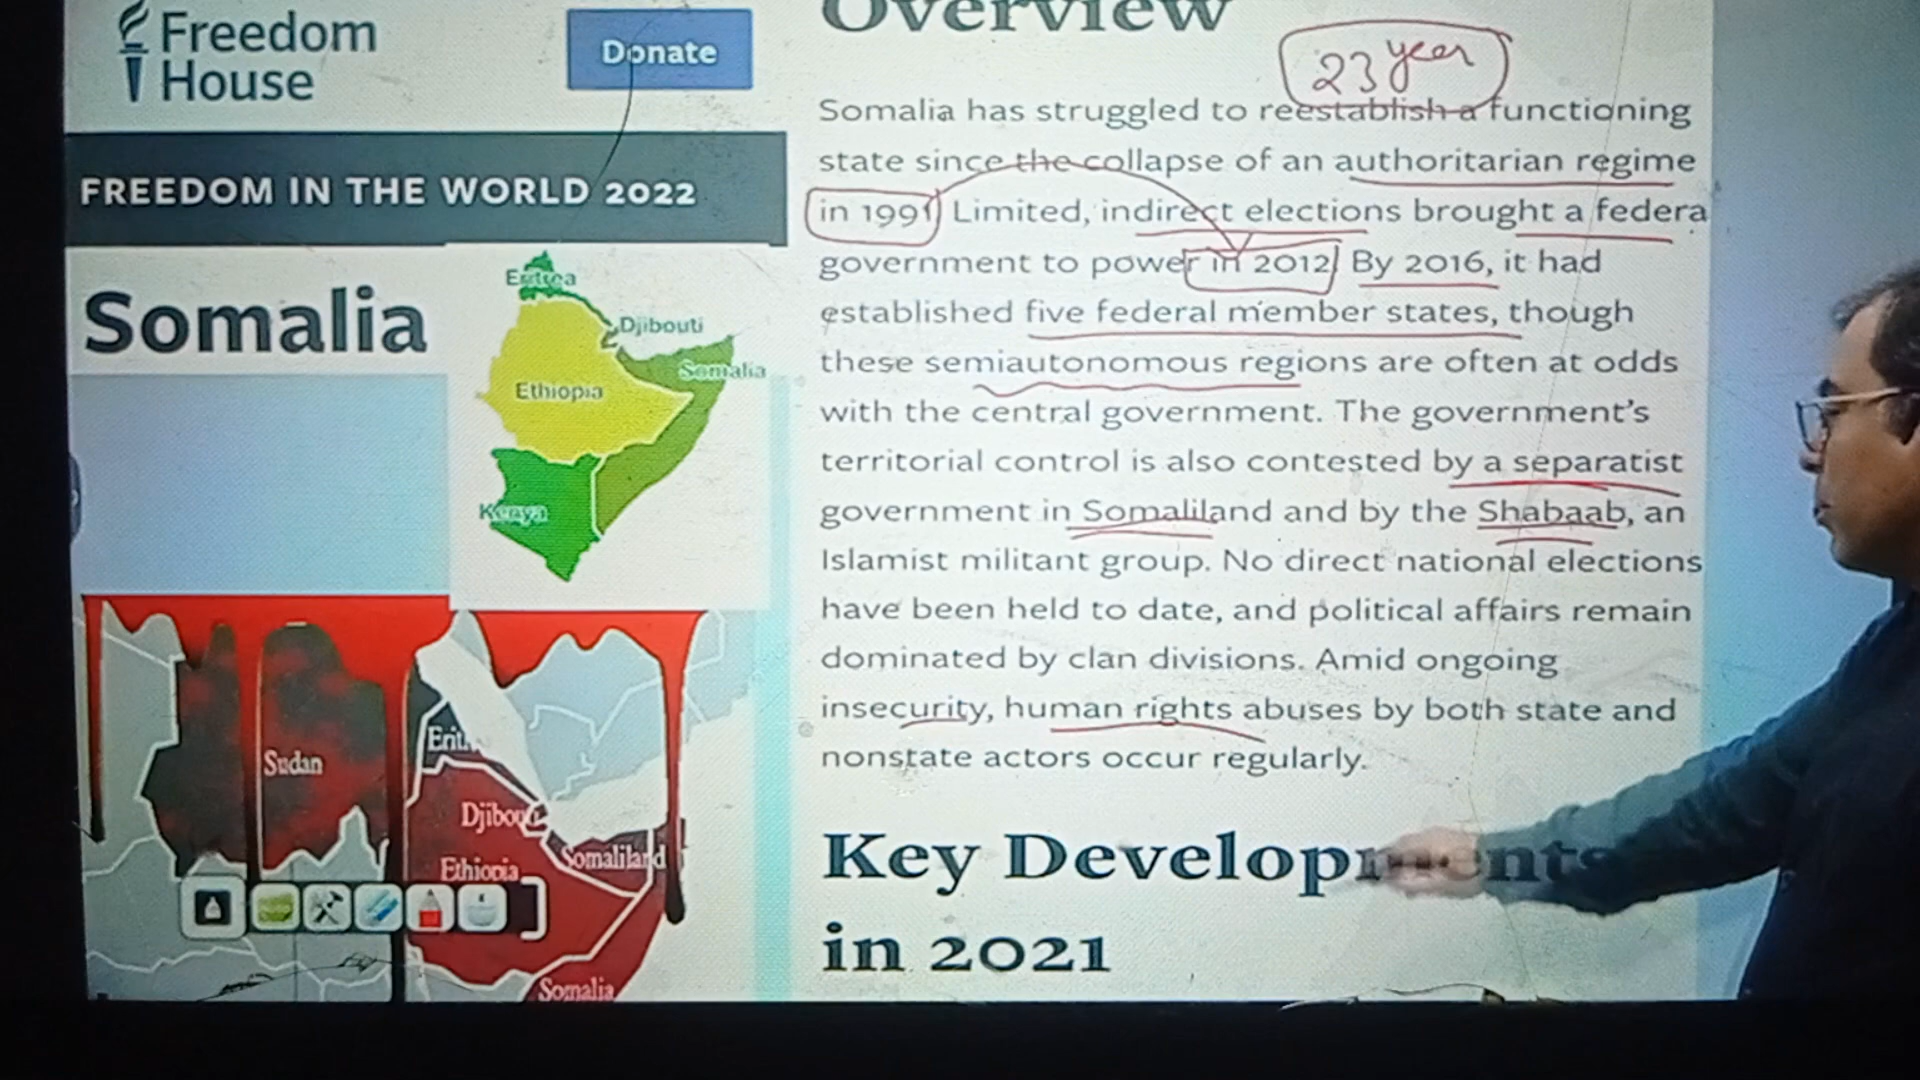 Freedom
House
Donate
FREEDOM IN THE WORLD 2022
Somalia
Eritrea
Djibouti
Somalia
Ethiopia
Kenya
Sudan
Djibouti
Somaliland
Ethiopia
Somalia
Overview
23 year
Somalia has struggled to reestablish a functioning
state since the collapse of an authoritarian regime
in 1991 Limited, indirect elections brought a federa
government to power in 2012 By 2016, it had
established five federal member states, though
these semiautonomous regions are often at odds
with the central government. The government's
territorial control is also contested by a separatist
government in Somaliland and by the Shabaab, an
Islamist militant group. No direct national elections
have been held to date, and political affairs remain
dominated by clan divisions. Amid ongoing
insecurity, human rights abuses by both state and
nonstate actors occur regularly.
Key Developments
in 2021